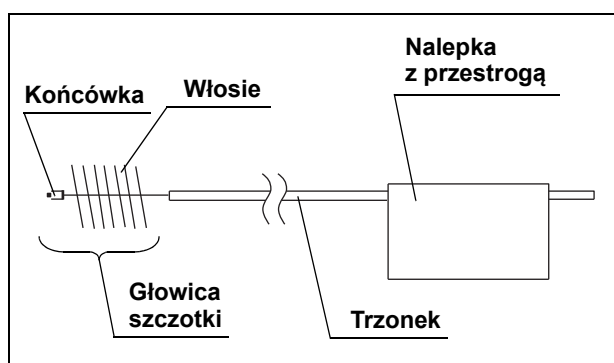 Nalepka
z przestrogą
Włosie
Końcówka
Głowica
szczotki
Trzonek